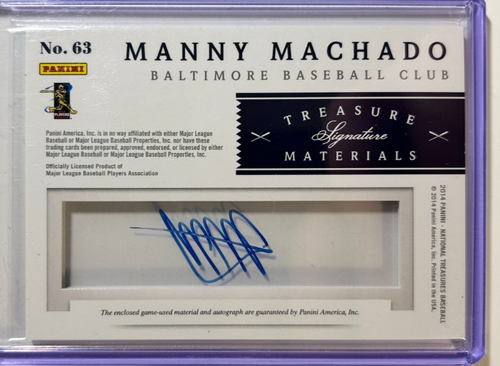 No. 63
MANNY MACHADO
PANINI
BALTIMORE BASEBALL CLUB
PLAYERS
TREASURE
Signature
MATERIALS
Panini America, Inc. is in no way affiliated with either Major League
Baseball or Major League Baseball Properties, Inc., nor have these
trading cards been prepared, approved, endorsed, or licensed by either
Major League Baseball or Major League Baseball Properties, Inc.
Officially Licensed Product of
Major League Baseball Players Association
2014 PANINI - NATIONAL TREASURES BASEBALL
© 2014 Panini America, Inc. Printed in the USA.
The enclosed game-used material and autograph are guaranteed by Panini America, Inc.